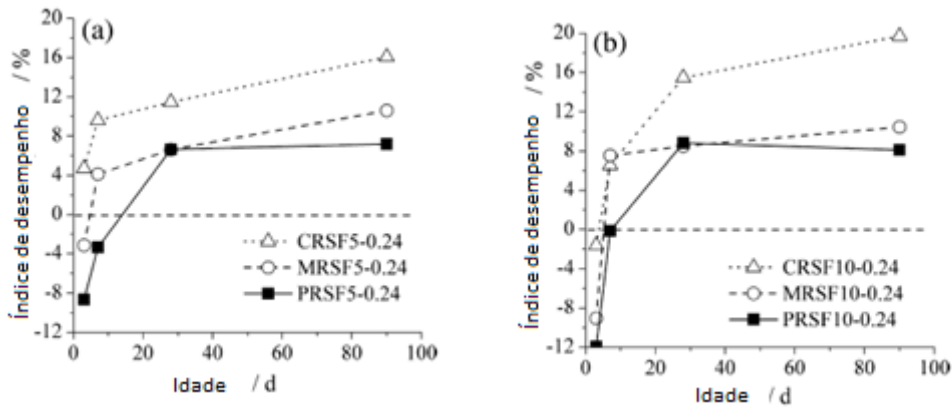 (a)
Índice de desempenho / %
20
16
12
8
4
0
-4
-8
-12
CRSF5-0.24
MRSF5-0.24
PRSF5-0.24
0 20 40 60 80 100
Idade / d
(b)
Índice de desempenho / %
20
16
12
8
4
0
-2
-4
-8
-12
CRSF10-0.24
MRSF10-0.24
PRSF10-0.24
0 20 40 60 80 100
Idade / d